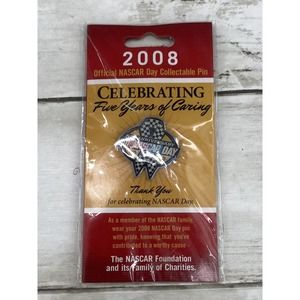 2008
Official NASCAR Day Collectable Pin
CELEBRATING
Five Years of Caring
NASCAR DAY
Thank You
for celebrating NASCAR Day.
As a member of the NASCAR family
wear your 2008 NASCAR Day pin
with pride, knowing that you've
contributed to a worthy cause -
The NASCAR Foundation
and its Family of Charities.